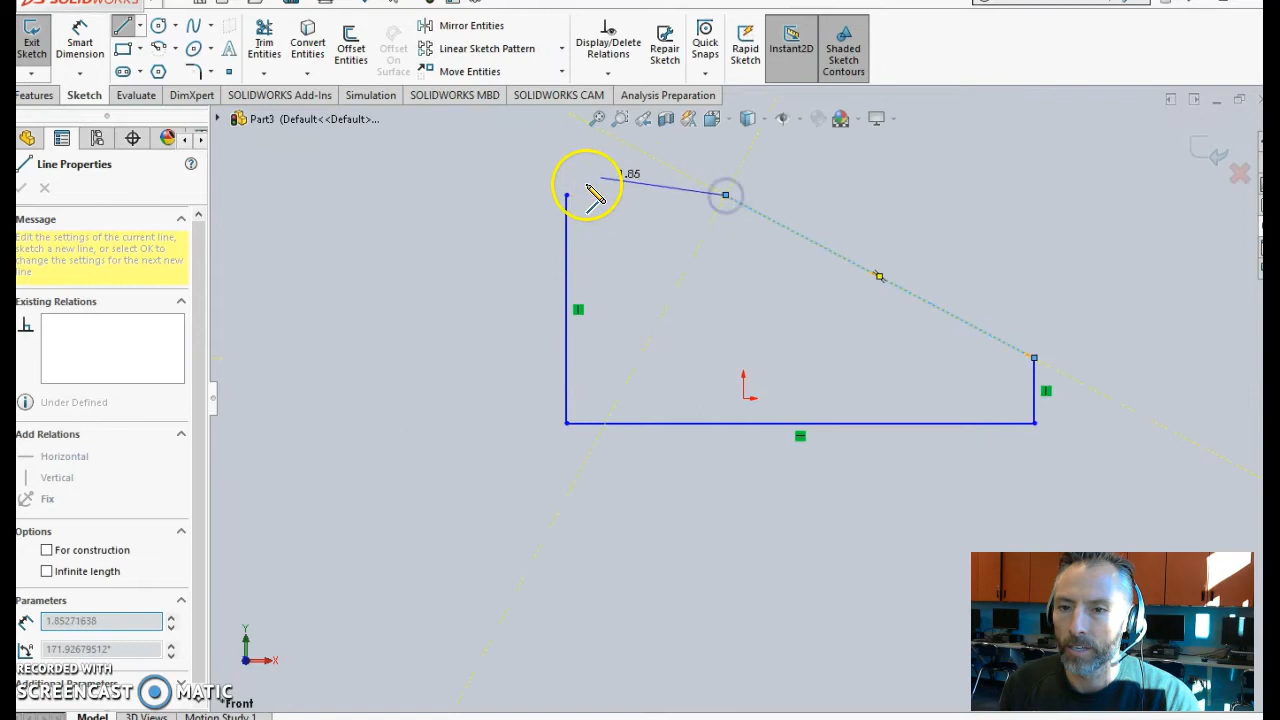 SOLIDWORKS
Exit
Sketch
Smart
Dimension
Trim
Entities
Convert
Entities
Offset
Entities
Offset
On
Surface
Mirror Entities
Linear Sketch Pattern
Move Entities
Display/Delete
Relations
Repair
Sketch
Quick
Snaps
Rapid
Sketch
Instant2D
Shaded
Sketch
Contours
Features
Sketch
Evaluate
DimXpert
SOLIDWORKS Add-Ins
Simulation
SOLIDWORKS MBD
SOLIDWORKS CAM
Analysis Preparation
Part3 (Default<<Default>...
Line Properties
Message
Edit the settings of the current line,
sketch a new line, or select OK to
change the settings for the next new
line
Existing Relations
Under Defined
Add Relations
Horizontal
Vertical
Fix
Options
For construction
Infinite length
Parameters
1.85271638
171.92679512°
Additional Parameters
1.85
Y
X
*Front
RECORDED WITH
SCREENCAST MATIC
Model
3D Views
Motion Study 1